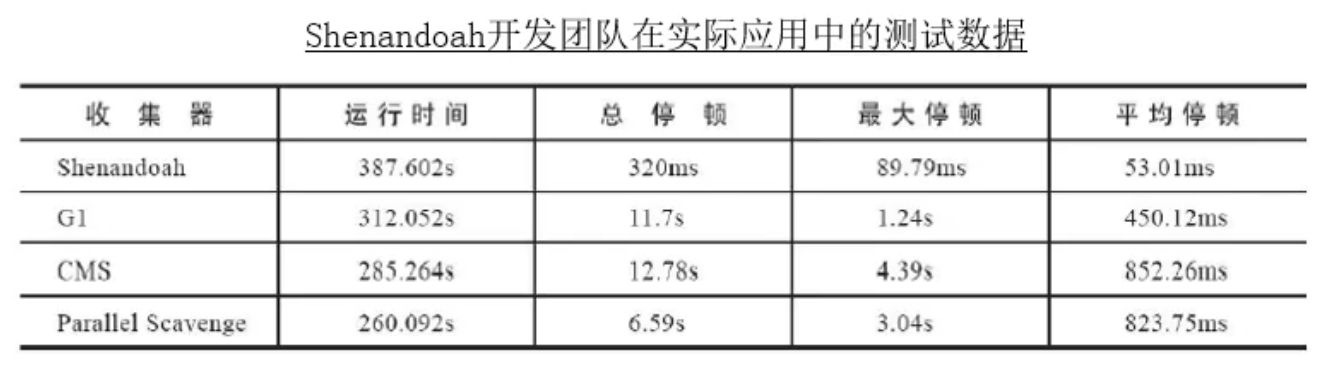 Shenandoah开发团队在实际应用中的测试数据
收集器 运行时间 总停顿 最大停顿 平均停顿
Shenandoah 387.602s 320ms 89.79ms 53.01ms
G1 312.052s 11.7s 1.24s 450.12ms
CMS 285.264s 12.78s 4.39s 852.26ms
Parallel Scavenge 260.092s 6.59s 3.04s 823.75ms